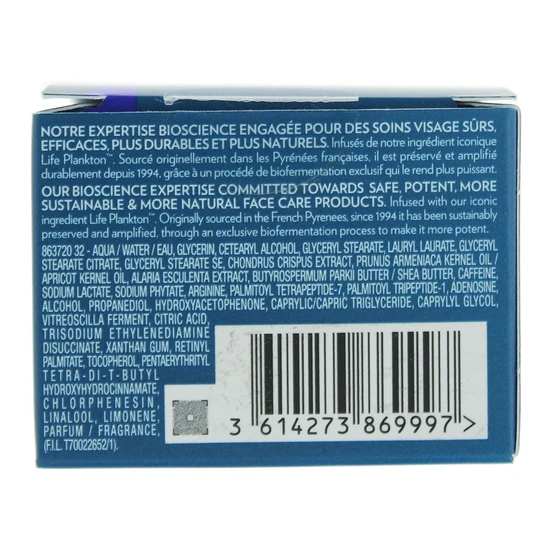 NOTRE EXPERTISE BIOSCIENCE ENGAGÉE POUR DES SOINS VISAGE SÛRS,
EFFICACES, PLUS DURABLES ET PLUS NATURELS. Infusés de notre ingrédient iconique
Life Plankton™. Sourcé originellement dans les Pyrénées françaises, il est préservé et amplifié
durablement depuis 1994, grâce à un procédé de biofermentation exclusif qui le rend plus puissant.
OUR BIOSCIENCE EXPERTISE COMMITTED TOWARDS SAFE, POTENT, MORE
SUSTAINABLE & MORE NATURAL FACE CARE PRODUCTS. Infused with our iconic
ingredient Life Plankton™. Originally sourced in the French Pyrenees, since 1994 it has been sustainably
preserved and amplified, through an exclusive biofermentation process to make it more potent.
863720 32 - AQUA / WATER / EAU, GLYCERIN, CETEARYL ALCOHOL, GLYCERYL STEARATE, LAURYL LAURATE, GLYCERYL
STEARATE CITRATE, GLYCERYL STEARATE SE, CHONDRUS CRISPUS EXTRACT, PRUNUS ARMENIACA KERNEL OIL /
APRICOT KERNEL OIL, ALARIA ESCULENTA EXTRACT, BUTYROSPERMUM PARKII BUTTER / SHEA BUTTER, CAFFEINE,
SODIUM LACTATE, SODIUM PHYTATE, ARGININE, PALMITOYL TETRAPEPTIDE-7, PALMITOYL TRIPEPTIDE-1, ADENOSINE,
ALCOHOL, PROPANEDIOL, HYDROXYACETOPHENONE, CAPRYLIC/CAPRIC TRIGLYCERIDE, CAPRYLYL GLYCOL,
VITREOSCILLA FERMENT, CITRIC ACID,
TRISODIUM ETHYLENEDIAMINE
DISUCCINATE, XANTHAN GUM, RETINYL
PALMITATE, TOCOPHEROL, PENTAERYTHRITYL
TETRA-DI-T-BUTYL
HYDROXYHYDROCINNAMATE,
CHLORPHENESIN,
LINALOOL, LIMONENE,
PARFUM / FRAGRANCE,
(F.I.L. T70022652/1).
3 614273 869997 >